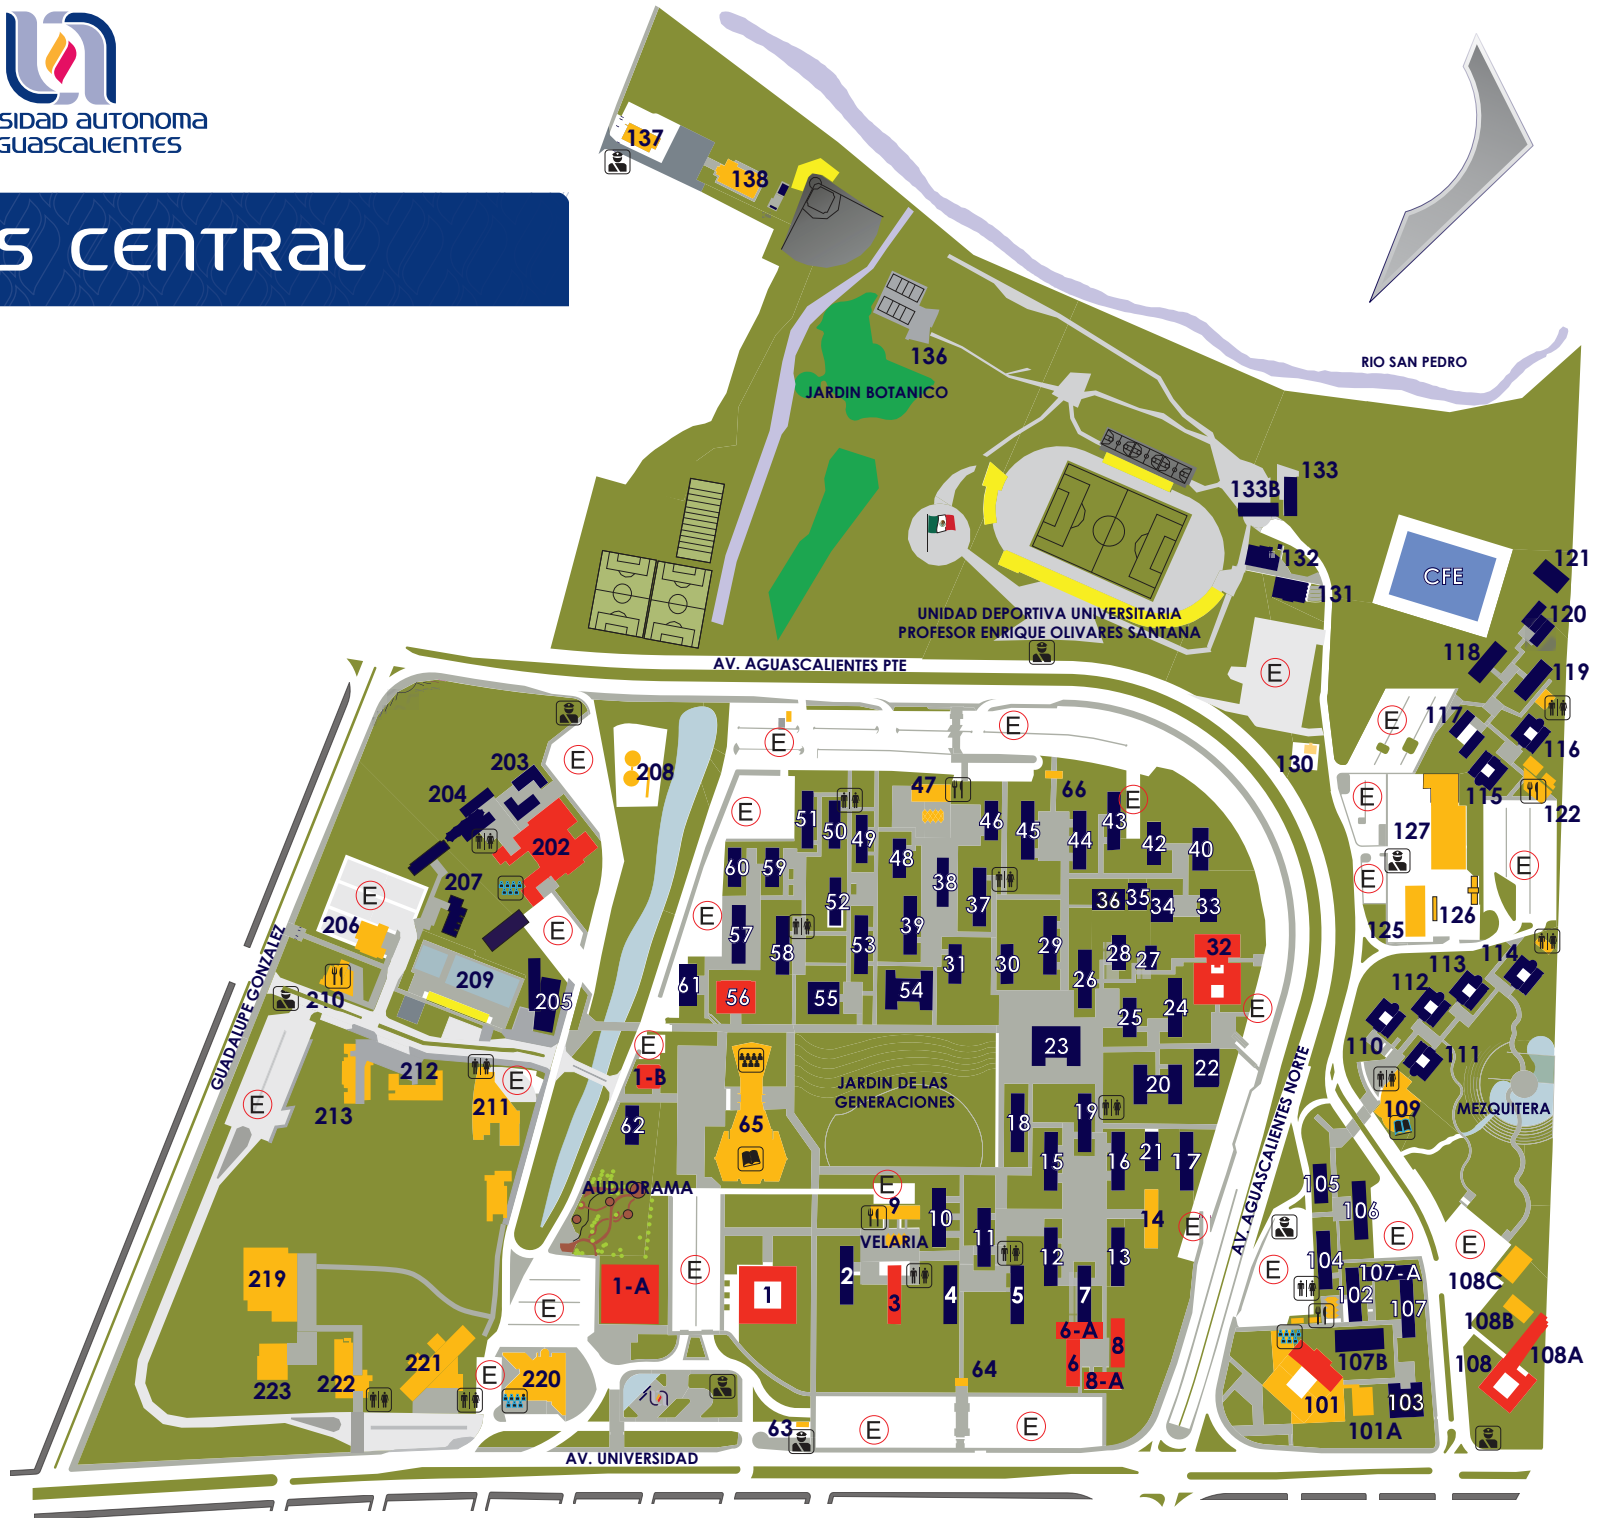 SIDAD AUTONOMA
GUASCALIENTES
S CENTRAL
137
138
136
JARDIN BOTANICO
RIO SAN PEDRO
133
133B
132
131
CFE
121
120
118
119
UNIDAD DEPORTIVA UNIVERSITARIA
PROFESOR ENRIQUE OLIVARES SANTANA
AV. AGUASCALIENTES PTE
E
E
E
E
117
116
115
122
130
E
203
208
204
202
E
47
66
E
E
127
51
50
49
46
45
44
43
42
40
48
60
59
38
E
E
207
E
52
37
36
35
34
33
125
126
206
E
E
57
58
53
39
29
28
27
32
114
209
31
30
26
113
210
205
61
56
55
54
25
24
E
112
GUADALUPE GONZALEZ
E
23
110
111
1-B
22
212
E
JARDIN DE LAS
GENERACIONES
20
213
E
211
62
65
18
19
109
MEZQUITERA
15
16
21
17
AV. AGUASCALIENTES NORTE
AUDIORAMA
E
105
9
10
14
E
106
VELARIA
11
12
13
E
E
104
107-A
219
1-A
E
1
2
3
4
5
7
E
102
107
108C
E
108B
6-A
8
107B
108
108A
221
6
223
222
E
220
64
8-A
101
103
63
E
E
101A
AV. UNIVERSIDAD